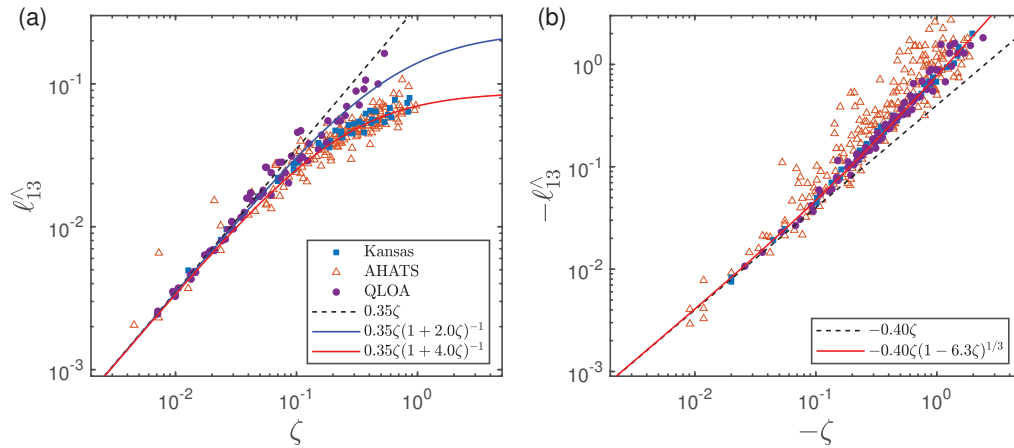 (a)
10^{-1}
10^{-2}
10^{-3}
ℓ^∧_{13}
Kansas
AHATS
QLOA
0.35ζ
0.35ζ(1 + 2.0ζ)^{-1}
0.35ζ(1 + 4.0ζ)^{-1}
10^{-2}
10^{-1}
10^{0}
ζ
(b)
10^{0}
10^{-1}
10^{-2}
10^{-3}
−ℓ^∧_{13}
−0.40ζ
−0.40ζ(1 − 6.3ζ)^{1/3}
10^{-2}
10^{-1}
10^{0}
−ζ